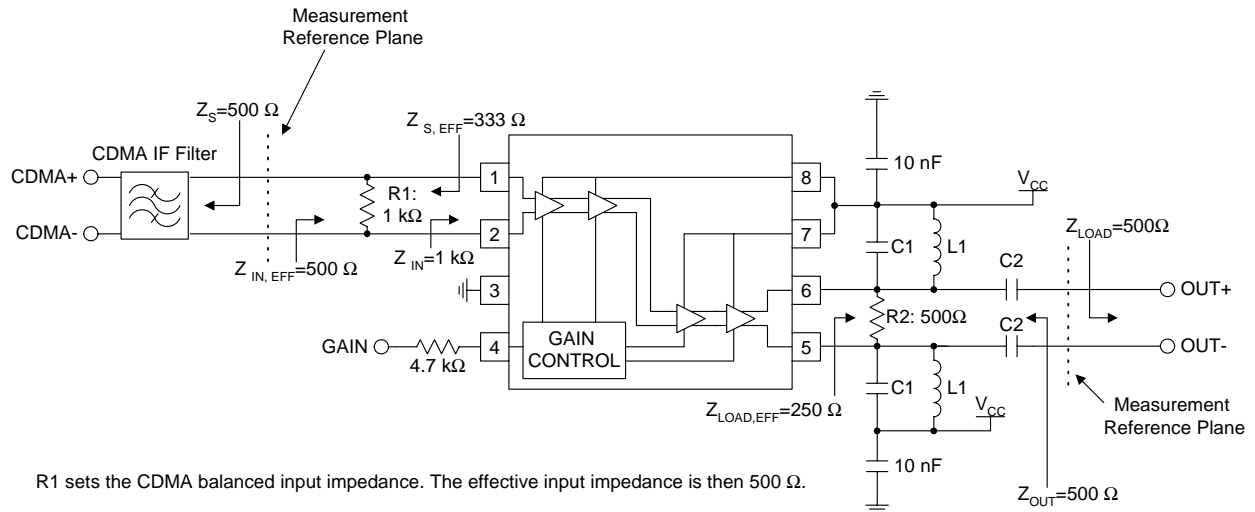 Measurement
Reference Plane
Z_S=500 Ω
Z_S, EFF=333 Ω
CDMA IF Filter
CDMA+
CDMA-
R1:
1 kΩ
Z_IN, EFF=500 Ω
Z_IN=1 kΩ
1
2
3
4
GAIN
4.7 kΩ
GAIN
CONTROL
8
7
6
5
10 nF
V_CC
C1
L1
Z_LOAD=500Ω
C2
OUT+
R2: 500Ω
C2
OUT-
C1
L1
Z_LOAD,EFF=250 Ω
V_CC
Measurement
Reference Plane
10 nF
Z_OUT=500 Ω
R1 sets the CDMA balanced input impedance. The effective input impedance is then 500 Ω.